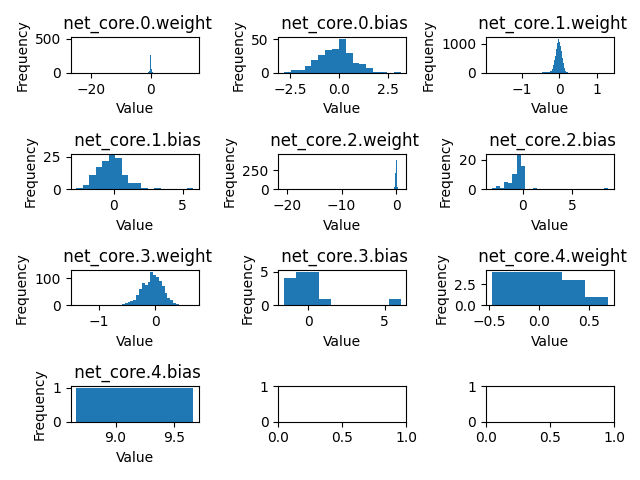 net_core.0.weight
net_core.0.bias
net_core.1.weight
Frequency
500
0
−20
0
Value
Frequency
50
0
−2.5
0.0
2.5
Value
Frequency
1000
0
−1
0
1
Value
net_core.1.bias
net_core.2.weight
net_core.2.bias
Frequency
25
0
0
5
Value
Frequency
250
0
−20
−10
0
Value
Frequency
20
0
0
5
Value
net_core.3.weight
net_core.3.bias
net_core.4.weight
Frequency
100
0
−1
0
Value
Frequency
5
0
0
5
Value
Frequency
2.5
0.0
−0.5
0.0
0.5
Value
net_core.4.bias
Frequency
1
0
9.0
9.5
Value
1
0
0.0
0.5
1.0
1
0
0.0
0.5
1.0